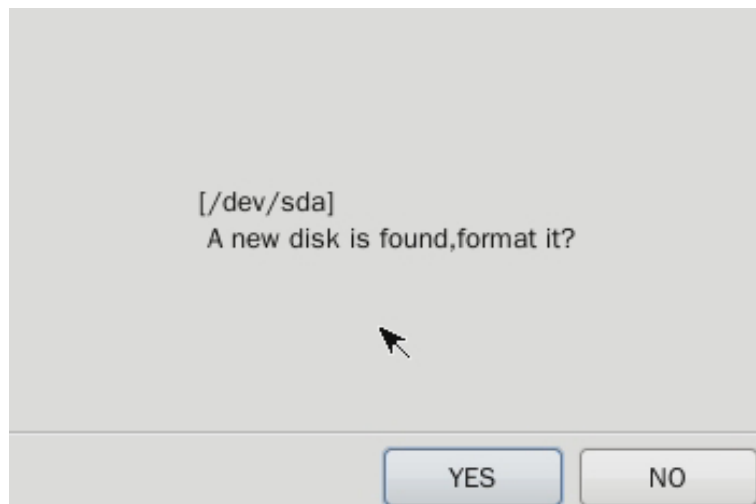 [/dev/sda]
A new disk is found,format it?
YES
NO